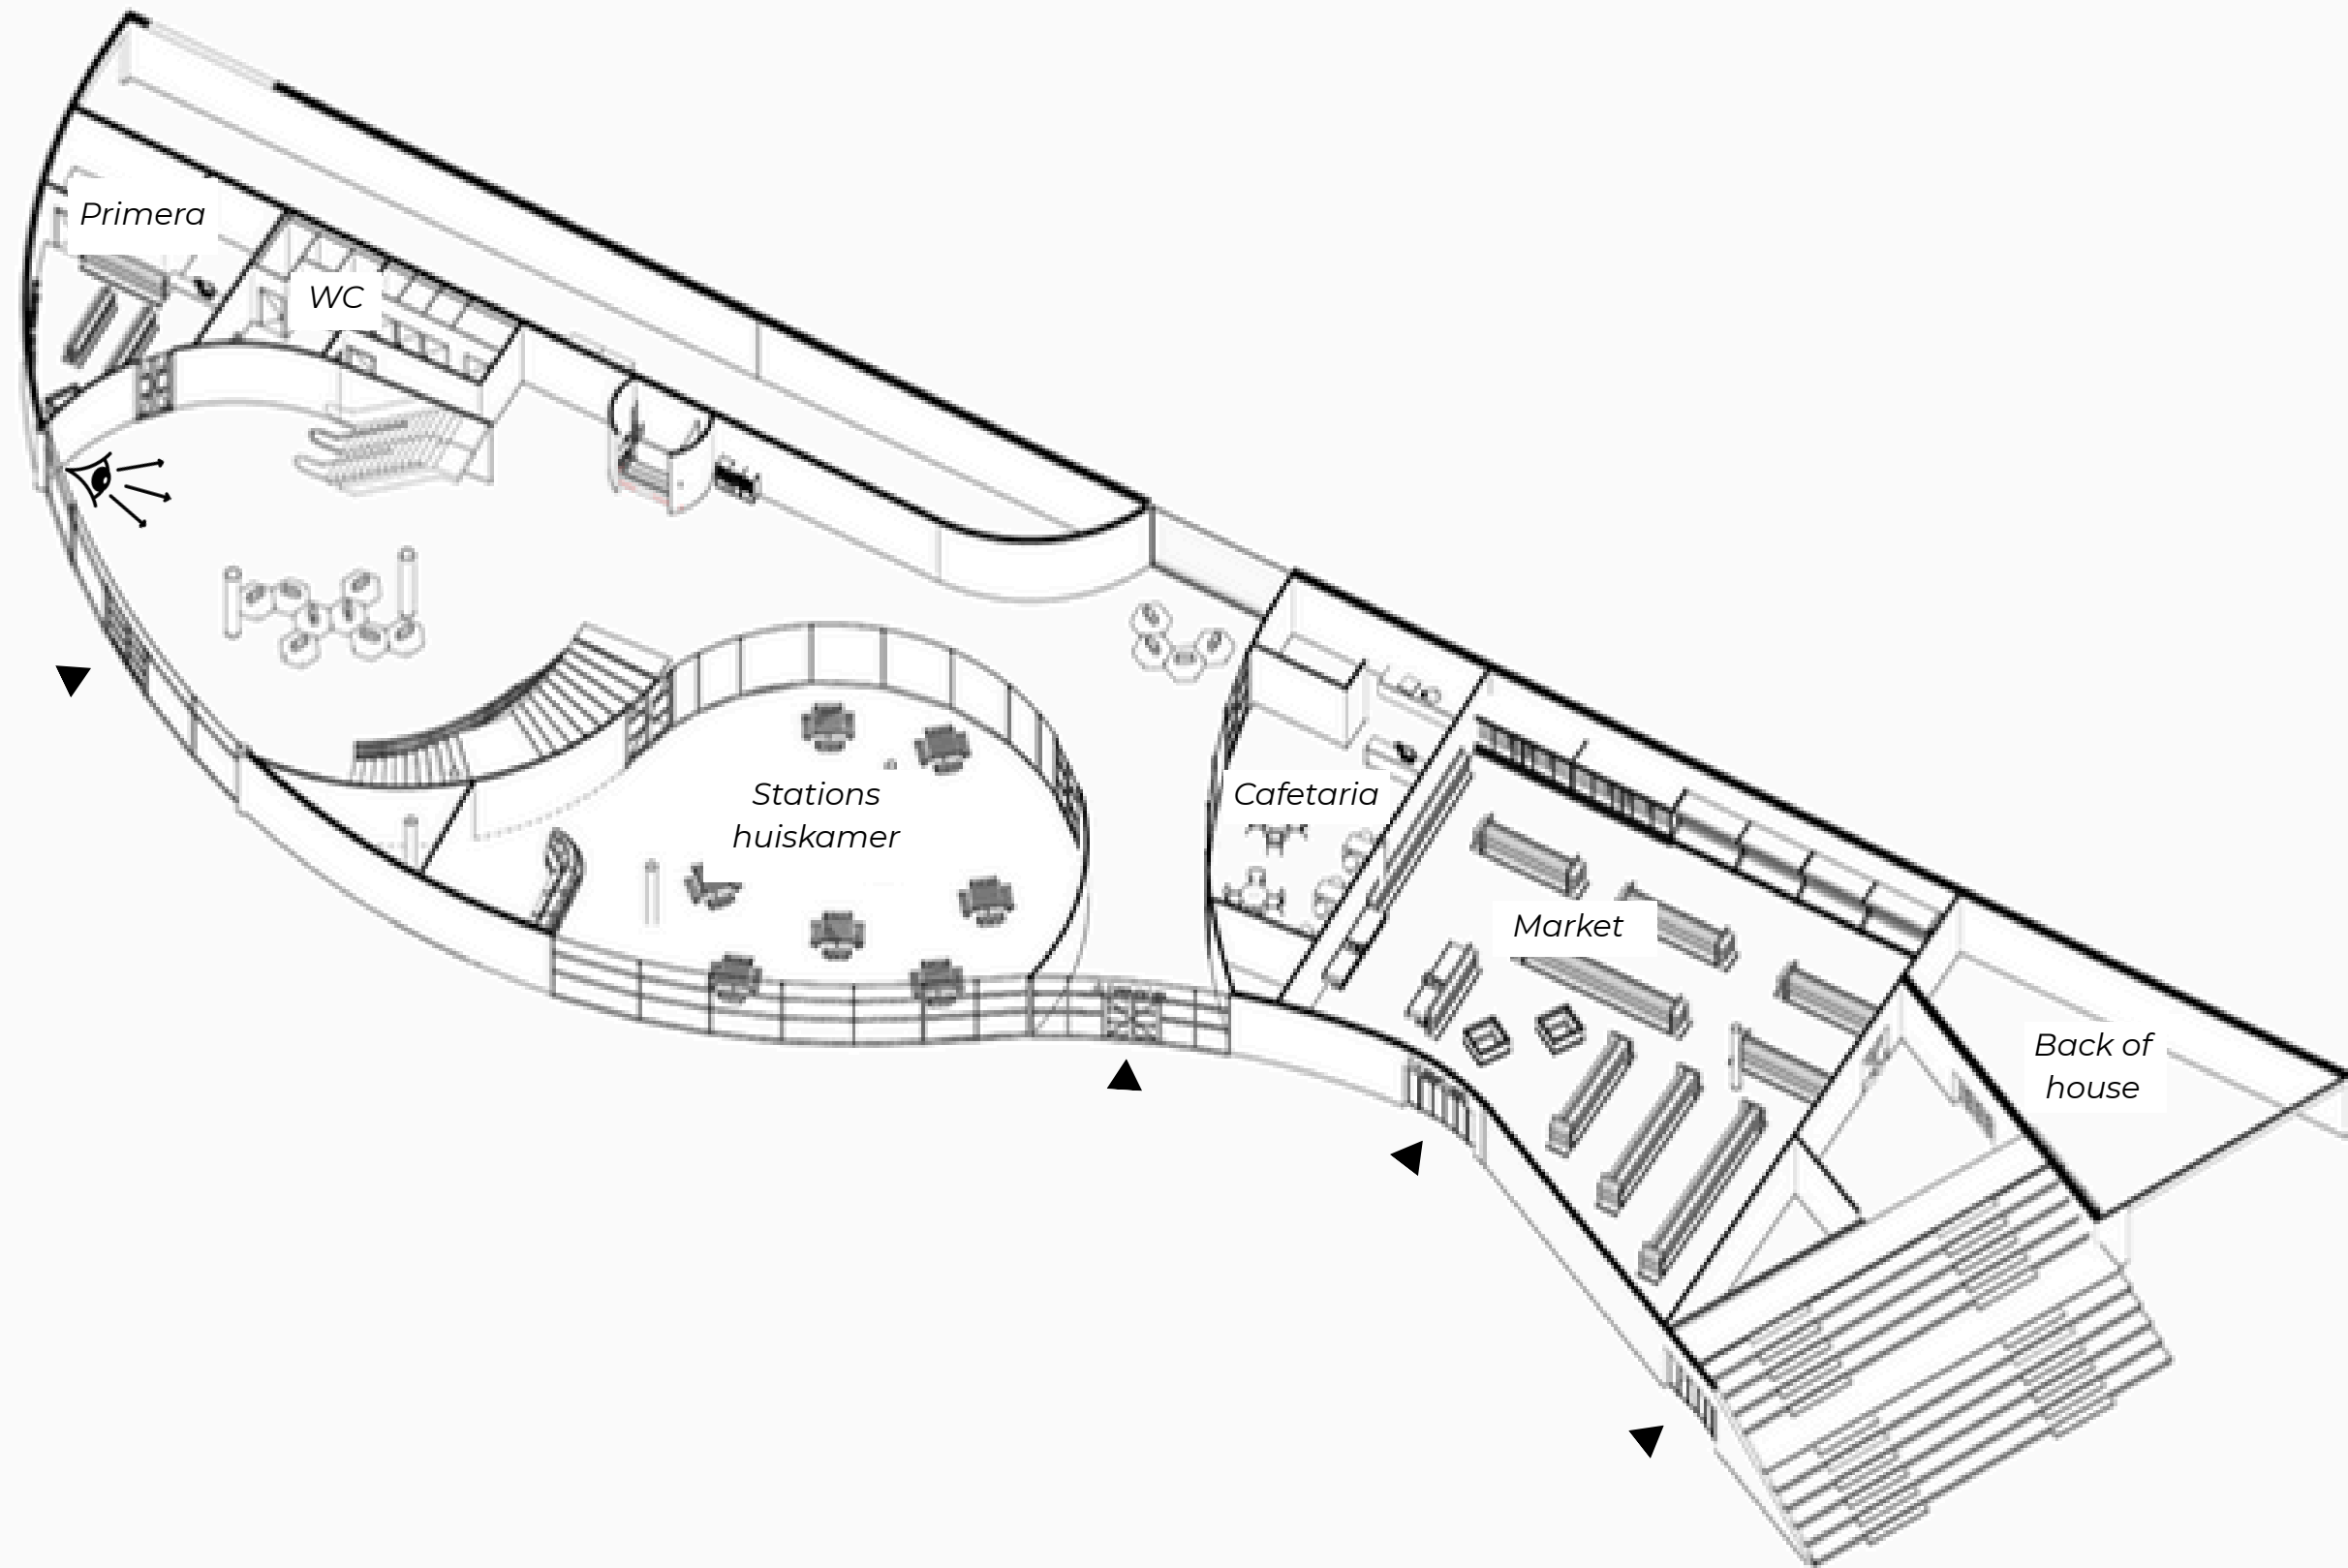 Primera
WC
Stations
huiskamer
Cafetaria
Market
Back of
house